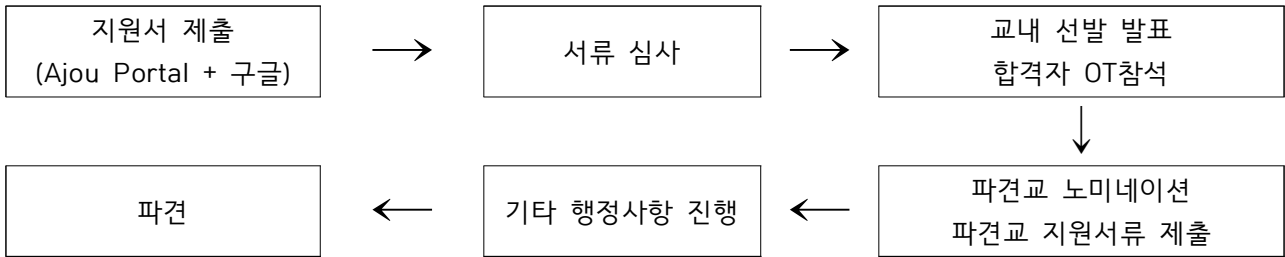 지원서 제출
(Ajou Portal + 구글)
서류 심사
교내 선발 발표
합격자 OT참석
파견교 노미네이션
파견교 지원서류 제출
기타 행정사항 진행
파견